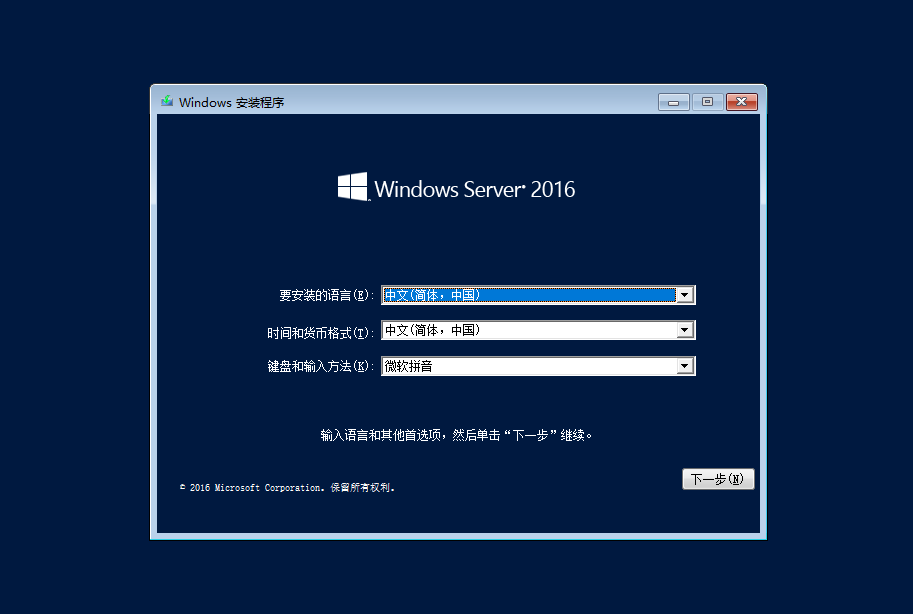 Windows 安装程序
Windows Server® 2016
要安装的语言(E): 中文(简体，中国)
时间和货币格式(T): 中文(简体，中国)
键盘和输入方法(K): 微软拼音
输入语言和其他首选项，然后单击“下一步”继续。
下一步(N)
© 2016 Microsoft Corporation。保留所有权利。